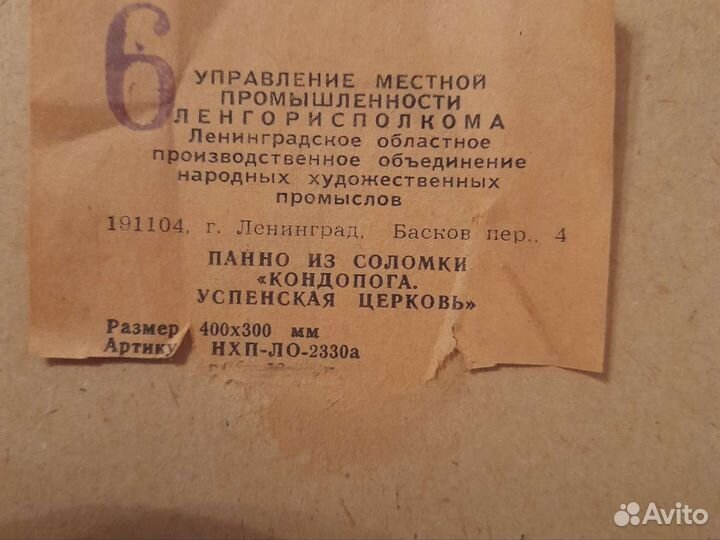 6
УПРАВЛЕНИЕ МЕСТНОЙ
ПРОМЫШЛЕННОСТИ
ЛЕНГОРИСПОЛКОМА
Ленинградское областное
производственное объединение
народных художественных
промыслов
191104, г. Ленинград, Басков пер., 4
ПАННО ИЗ СОЛОМКИ
«КОНДОПОГА.
УСПЕНСКАЯ ЦЕРКОВЬ»
Размер 400х300 мм
Артику НХП-ЛО-2330а
Avito